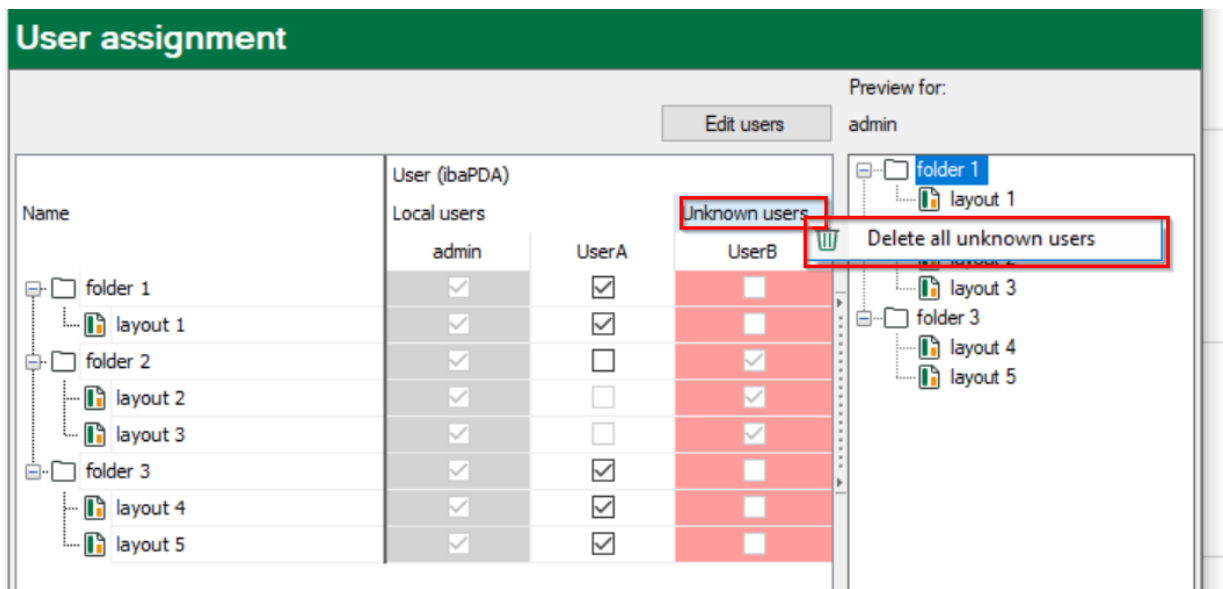 User assignment
Preview for:
Edit users
admin
User (ibaPDA)
Name
Local users
Unknown users
admin
UserA
UserB
folder 1
layout 1
folder 2
layout 2
layout 3
folder 3
layout 4
layout 5
folder 1
layout 1
Delete all unknown users
layout 2
layout 3
folder 3
layout 4
layout 5